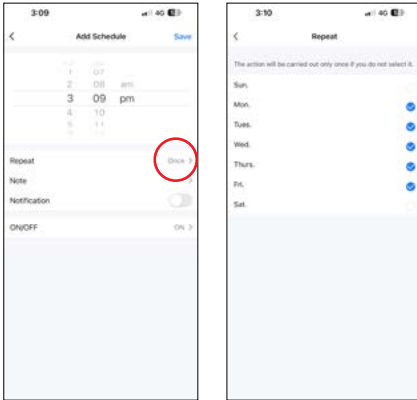 3:09
4G
Add Schedule
Save
1 07
2 08 am
3 09 pm
4 10
5 11
Repeat
Once
Note
Notification
ON/OFF
ON
3:10
4G
Repeat
The action will be carried out only once if you do not select it.
Sun.
Mon.
Tues.
Wed.
Thurs.
Fri.
Sat.